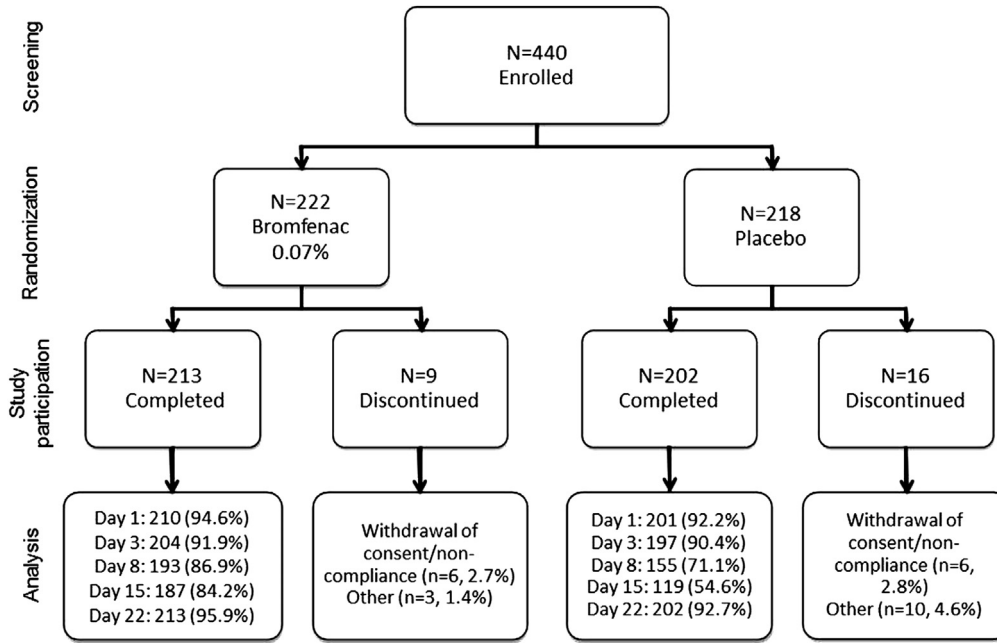 Screening
N=440
Enrolled
Randomization
N=222
Bromfenac
0.07%
N=218
Placebo
Study
participation
N=213
Completed
N=9
Discontinued
N=202
Completed
N=16
Discontinued
Analysis
Day 1: 210 (94.6%)
Day 3: 204 (91.9%)
Day 8: 193 (86.9%)
Day 15: 187 (84.2%)
Day 22: 213 (95.9%)
Withdrawal of
consent/non-
compliance (n=6, 2.7%)
Other (n=3, 1.4%)
Day 1: 201 (92.2%)
Day 3: 197 (90.4%)
Day 8: 155 (71.1%)
Day 15: 119 (54.6%)
Day 22: 202 (92.7%)
Withdrawal of
consent/non-
compliance (n=6,
2.8%)
Other (n=10, 4.6%)